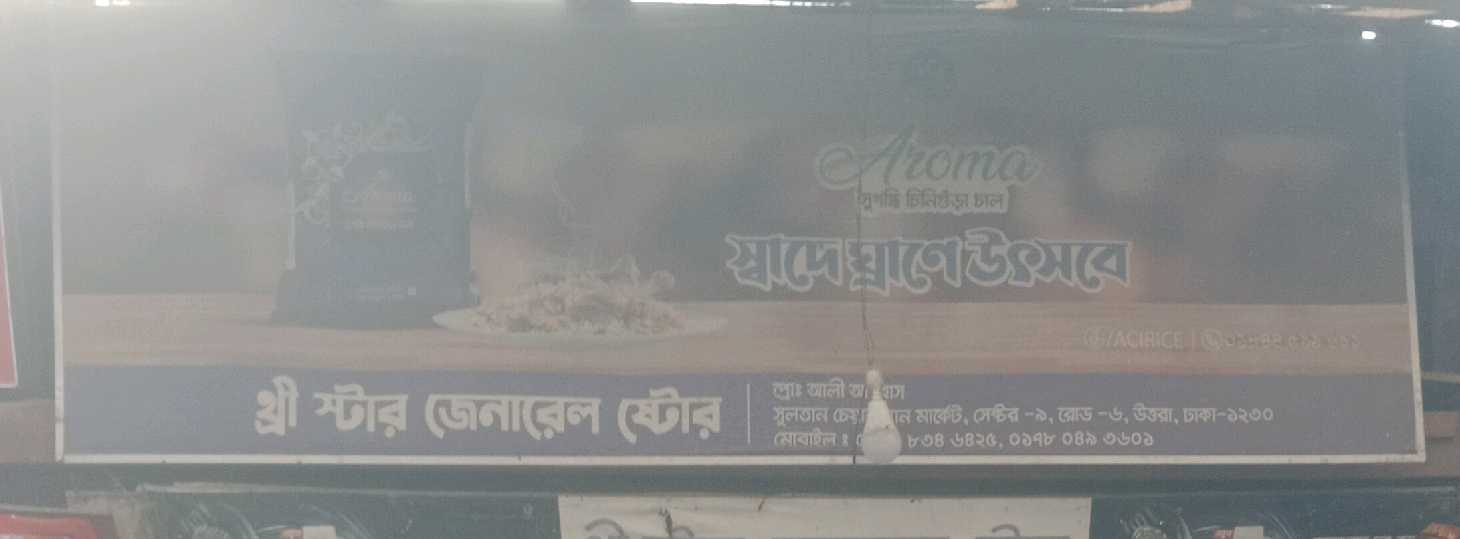 Aroma
সুগন্ধি চিনিগুঁড়া চাল
স্বাদে ঘ্রাণে উৎসবে
/ACIRICE |
থ্রী স্টার জেনারেল ষ্টোর
প্রোঃ আলী
সুলতান মার্কেট, সেক্টর -৯, রোড -৬, উত্তরা, ঢাকা-১২৩০
মোবাইল ঃ ৮৩৪ ৬৪২৫, ০১৭৮ ০৪৯ ৩৬০১